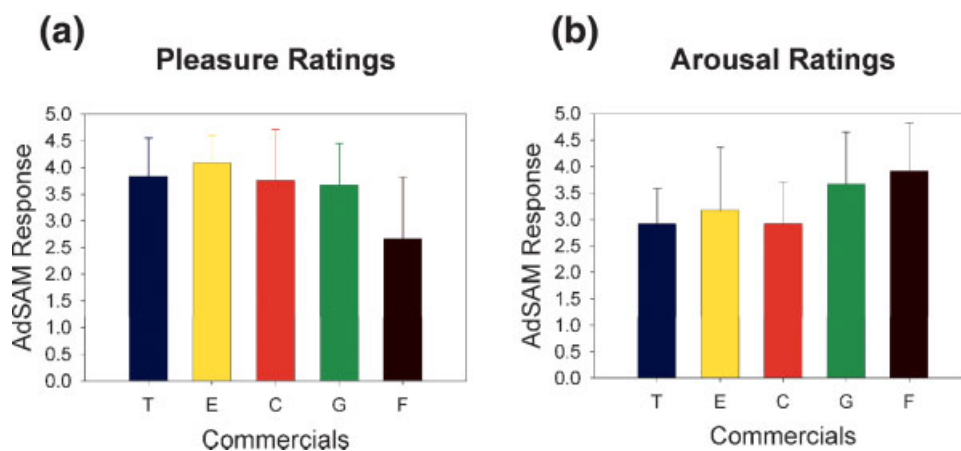 (a)
Pleasure Ratings
AdSAM Response
5.0
4.5
4.0
3.5
3.0
2.5
2.0
1.5
1.0
0.5
0.0
T E C G F
Commercials
(b)
Arousal Ratings
AdSAM Response
5.0
4.5
4.0
3.5
3.0
2.5
2.0
1.5
1.0
0.5
0.0
T E C G F
Commercials